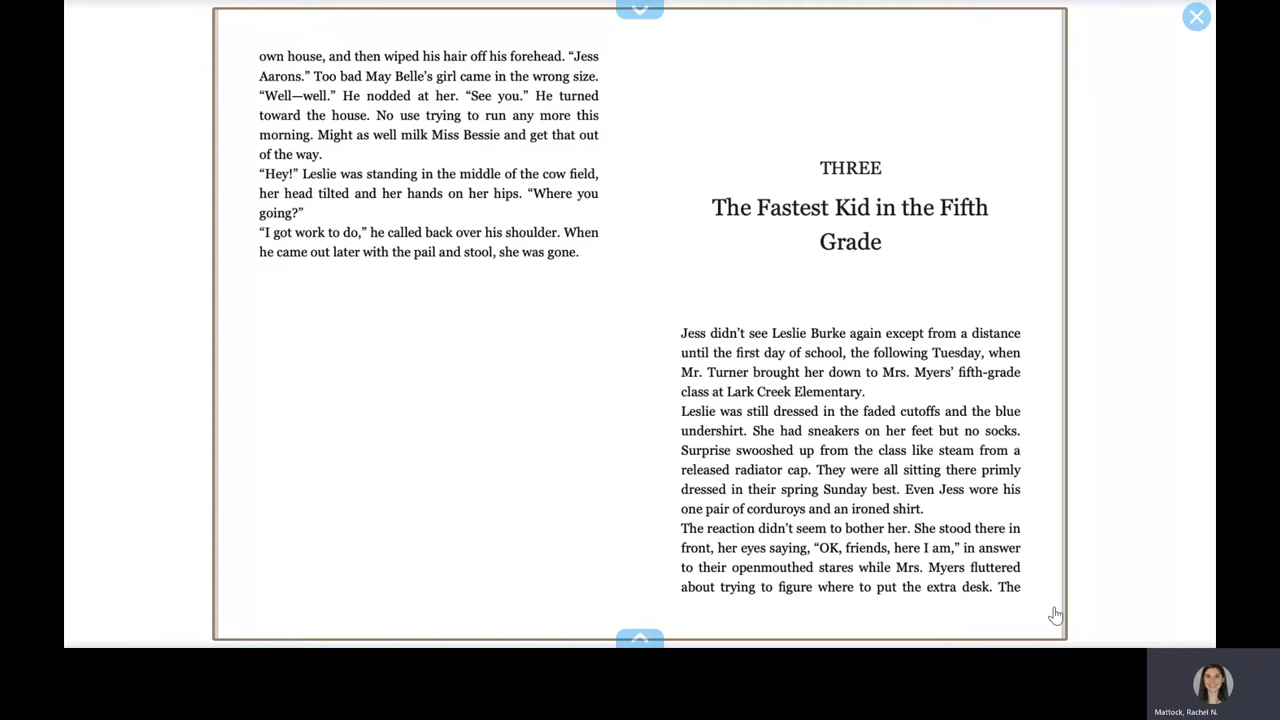 own house, and then wiped his hair off his forehead. “Jess
Aarons.” Too bad May Belle’s girl came in the wrong size.
“Well—well.” He nodded at her. “See you.” He turned
toward the house. No use trying to run any more this
morning. Might as well milk Miss Bessie and get that out
of the way.
“Hey!” Leslie was standing in the middle of the cow field,
her head tilted and her hands on her hips. “Where you
going?”
“I got work to do,” he called back over his shoulder. When
he came out later with the pail and stool, she was gone.
THREE
The Fastest Kid in the Fifth
Grade
Jess didn’t see Leslie Burke again except from a distance
until the first day of school, the following Tuesday, when
Mr. Turner brought her down to Mrs. Myers’ fifth-grade
class at Lark Creek Elementary.
Leslie was still dressed in the faded cutoffs and the blue
undershirt. She had sneakers on her feet but no socks.
Surprise swooshed up from the class like steam from a
released radiator cap. They were all sitting there primly
dressed in their spring Sunday best. Even Jess wore his
one pair of corduroys and an ironed shirt.
The reaction didn’t seem to bother her. She stood there in
front, her eyes saying, “OK, friends, here I am,” in answer
to their openmouthed stares while Mrs. Myers fluttered
about trying to figure where to put the extra desk. The
Mattock, Rachel N.